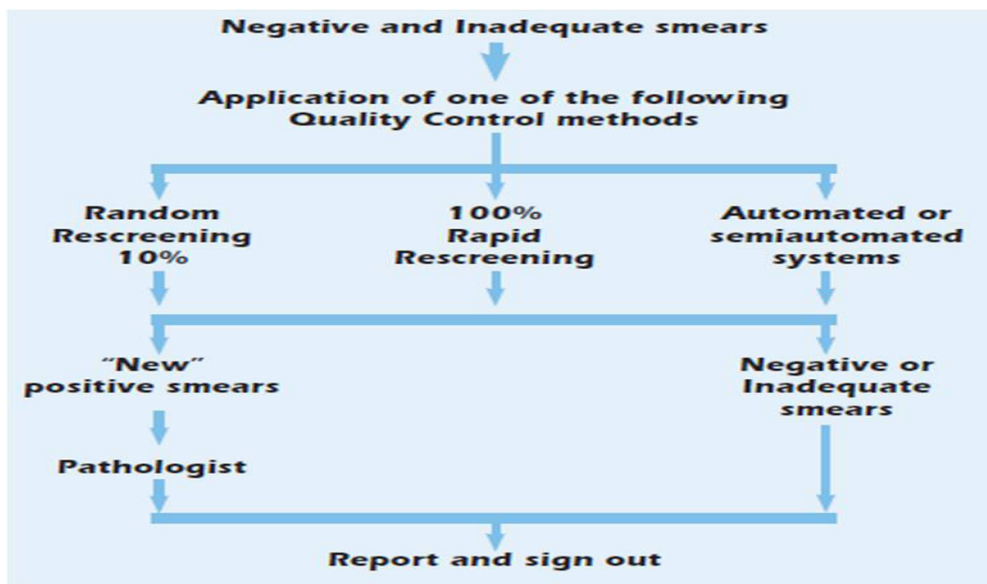 Negative and Inadequate smears
Application of one of the following
Quality Control methods
Random
Rescreening
10%
100%
Rapid
Rescreening
Automated or
semiautomated
systems
“New”
positive smears
Negative or
Inadequate
smears
Pathologist
Report and sign out